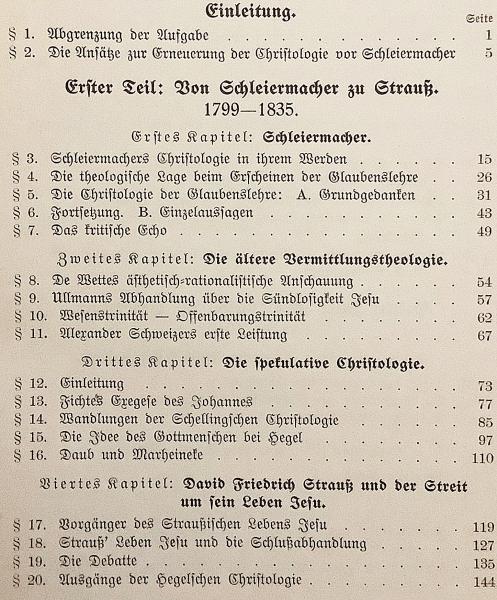 Einleitung.
Seite
§ 1. Abgrenzung der Aufgabe . . . . . . . . . . . 1
§ 2. Die Ansätze zur Erneuerung der Christologie vor Schleiermacher 5
Erster Teil: Von Schleiermacher zu Strauß.
1799—1835.
Erstes Kapitel: Schleiermacher.
§ 3. Schleiermachers Christologie in ihrem Werden . . . . . 15
§ 4. Die theologische Lage beim Erscheinen der Glaubenslehre . . 26
§ 5. Die Christologie der Glaubenslehre: A. Grundgedanken . . 31
§ 6. Fortsetzung. B. Einzelaussagen . . . . . . . . 43
§ 7. Das kritische Echo . . . . . . . . . . . . 49
Zweites Kapitel: Die ältere Vermittlungstheologie.
§ 8. De Wettes ästhetisch-rationalistische Anschauung . . . . . 54
§ 9. Ullmanns Abhandlung über die Sündlosigkeit Jesu . . . . 57
§ 10. Wesenstrinität — Offenbarungstrinität . . . . . . 62
§ 11. Alexander Schweizers erste Leistung . . . . . . . 67
Drittes Kapitel: Die spekulative Christologie.
§ 12. Einleitung . . . . . . . . . . . . . . 73
§ 13. Fichtes Exegese des Johannes . . . . . . . . . 77
§ 14. Wandlungen der Schellingschen Christologie . . . . . 85
§ 15. Die Idee des Gottmenschen bei Hegel . . . . . . . 97
§ 16. Daub und Marheineke . . . . . . . . . . . 110
Viertes Kapitel: David Friedrich Strauß und der Streit
um sein Leben Jesu.
§ 17. Vorgänger des Straußischen Lebens Jesu . . . . . . 119
§ 18. Strauß' Leben Jesu und die Schlußabhandlung . . . . . 127
§ 19. Die Debatte . . . . . . . . . . . . . . 135
§ 20. Ausgänge der Hegelschen Christologie . . . . . . . 144